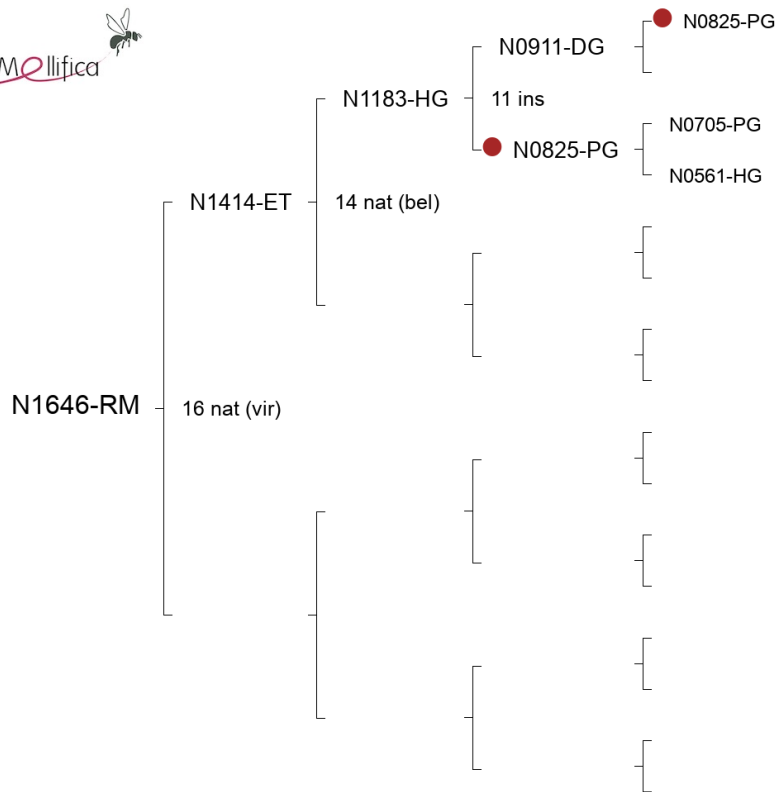 Mellifica
N0825-PG
N0911-DG
N1183-HG
11 ins
N0705-PG
N0825-PG
N0561-HG
N1414-ET
14 nat (bel)
N1646-RM
16 nat (vir)